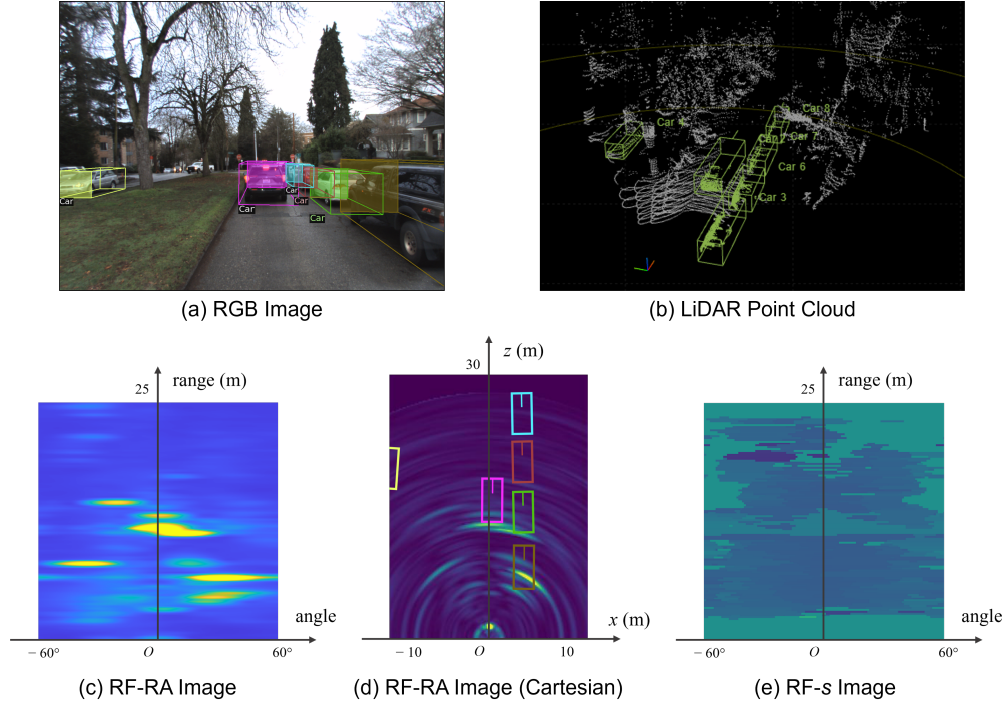 Car
Car
Car
Car
Car
(a) RGB Image
Car 8
Car 7
Car 6
Car 3
(b) LiDAR Point Cloud
25
range (m)
angle
− 60°
O
60°
(c) RF-RA Image
30
z (m)
x (m)
− 10
O
10
(d) RF-RA Image (Cartesian)
25
range (m)
angle
− 60°
O
60°
(e) RF-s Image